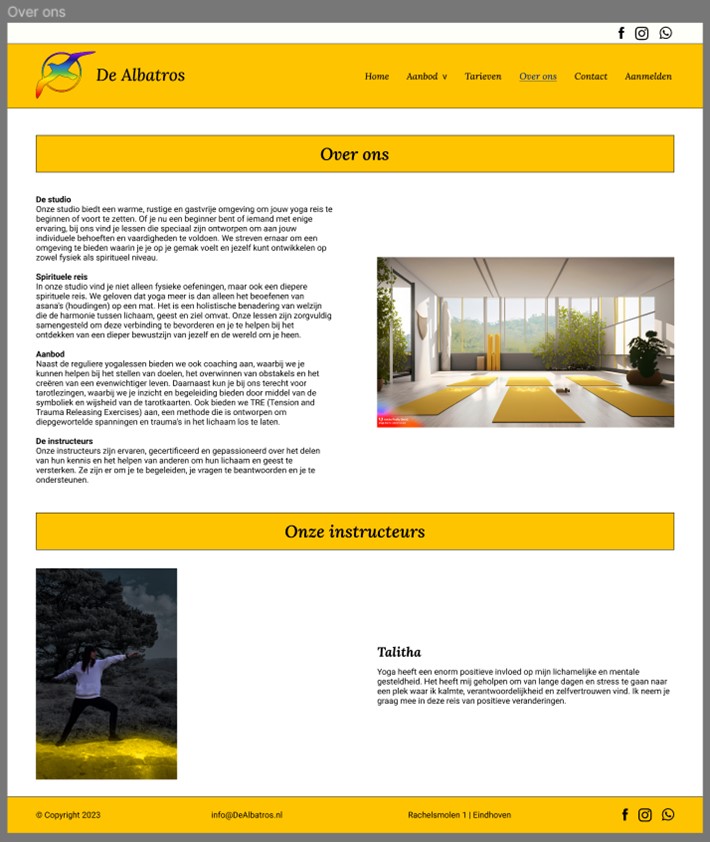 Over ons
De Albatros
Home Aanbod v Tarieven Over ons Contact Aanmelden
Over ons
De studio
Onze studio biedt een warme, rustige en gastvrije omgeving om jouw yoga reis te
beginnen of voort te zetten. Of je nu een beginner bent of iemand met enige
ervaring, bij ons vind je lessen die speciaal zijn ontworpen om aan jouw
individuele behoeften en vaardigheden te voldoen. We streven ernaar om een
omgeving te bieden waarin je je op je gemak voelt en jezelf kunt ontwikkelen op
zowel fysiek als spiritueel niveau.
Spirituele reis
In onze studio vind je niet alleen fysieke oefeningen, maar ook een diepere
spirituele reis. We geloven dat yoga meer is dan alleen het beoefenen van
asana's (houdingen) op een mat. Het is een holistische benadering van welzijn
die de harmonie tussen lichaam, geest en ziel omvat. Onze lessen zijn zorgvuldig
samengesteld om deze verbinding te bevorderen en je te helpen bij het
ontdekken van een dieper bewustzijn van jezelf en de wereld om je heen.
Aanbod
Naast de reguliere yogalessen bieden we ook coaching aan, waarbij we je
kunnen helpen bij het stellen van doelen, het overwinnen van obstakels en het
creëren van een evenwichtiger leven. Daarnaast kun je bij ons terecht voor
tarotlezingen, waarbij we je inzicht en begeleiding bieden door middel van de
symboliek en wijsheid van de tarotkaarten. Ook bieden we TRE (Tension and
Trauma Releasing Exercises) aan, een methode die is ontworpen om
diepgewortelde spanningen en trauma's in het lichaam los te laten.
De instructeurs
Onze instructeurs zijn ervaren, gecertificeerd en gepassioneerd over het delen
van hun kennis en het helpen van anderen om hun lichaam en geest te
versterken. Ze zijn er om je te begeleiden, je vragen te beantwoorden en je te
ondersteunen.
Onze instructeurs
Talitha
Yoga heeft een enorm positieve invloed op mijn lichamelijke en mentale
gesteldheid. Het heeft mij geholpen om van lange dagen en stress te gaan naar
een plek waar ik kalmte, verantwoordelijkheid en zelfvertrouwen vind. Ik neem je
graag mee in deze reis van positieve veranderingen.
© Copyright 2023 info@DeAlbatros.nl Rachelsmolen 1 | Eindhoven